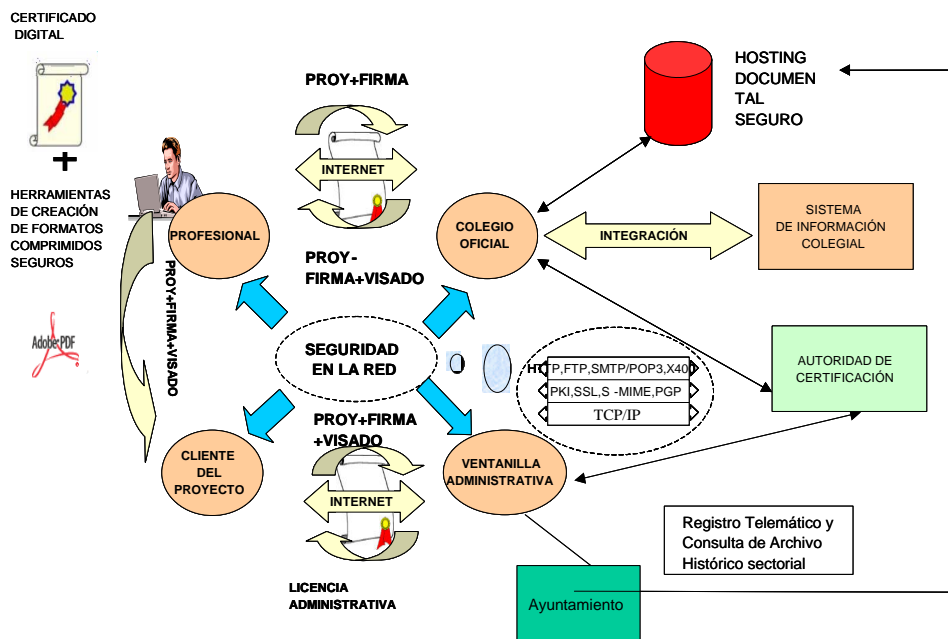 CERTIFICADO
DIGITAL
HERRAMIENTAS
DE CREACIÓN
DE FORMATOS
COMPRIMIDOS
SEGUROS
Adobe PDF
PROFESIONAL
PROY+FIRMA+VISADO
PROY+FIRMA
INTERNET
PROY-
FIRMA+VISADO
COLEGIO
OFICIAL
HOSTING
DOCUMEN
TAL
SEGURO
INTEGRACIÓN
SISTEMA
DE INFORMACIÓN
COLEGIAL
SEGURIDAD
EN LA RED
HTTP,FTP,SMTP/POP3,X40
PKI,SSL,S -MIME,PGP
TCP/IP
AUTORIDAD DE
CERTIFICACIÓN
PROY+FIRMA
+VISADO
CLIENTE
DEL
PROYECTO
INTERNET
VENTANILLA
ADMINISTRATIVA
LICENCIA
ADMINISTRATIVA
Registro Telemático y
Consulta de Archivo
Histórico sectorial
Ayuntamiento